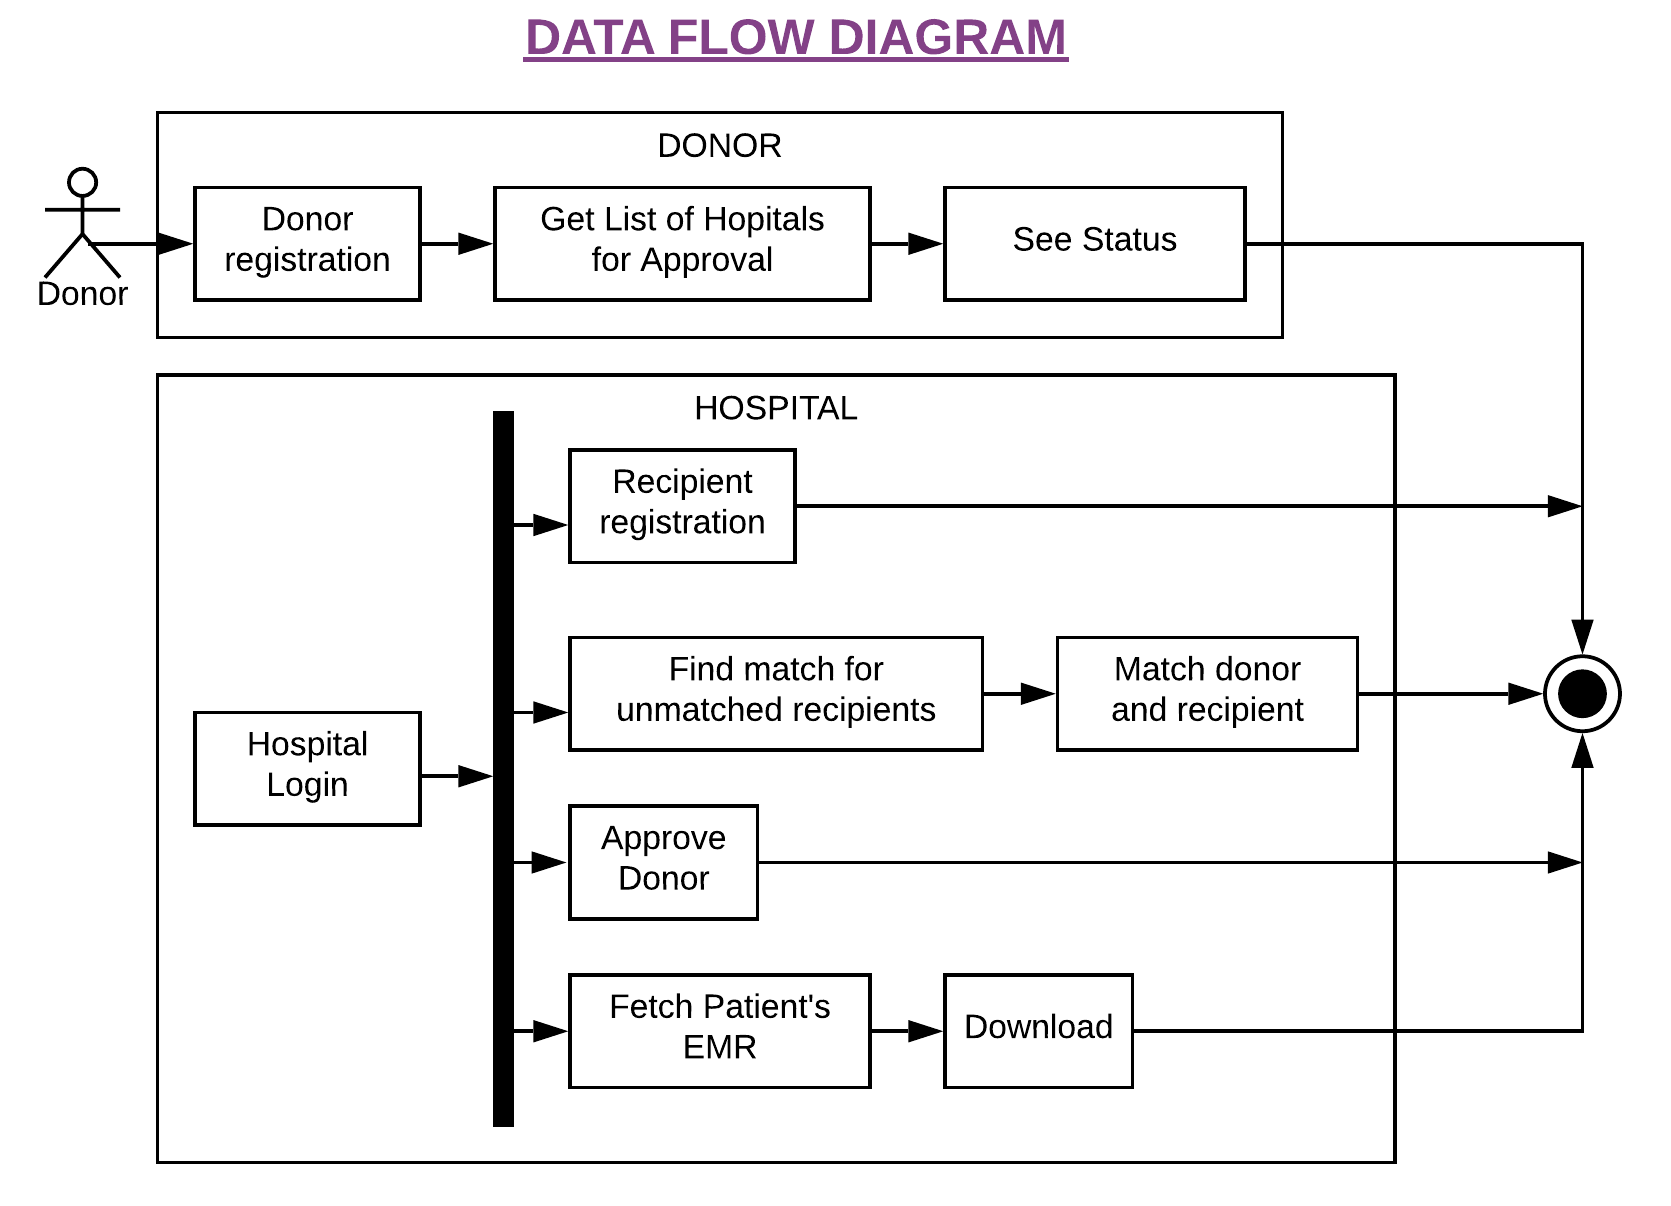 DATA FLOW DIAGRAM
DONOR
Donor
Donor
registration
Get List of Hopitals
for Approval
See Status
HOSPITAL
Recipient
registration
Find match for
unmatched recipients
Match donor
and recipient
Hospital
Login
Approve
Donor
Fetch Patient's
EMR
Download